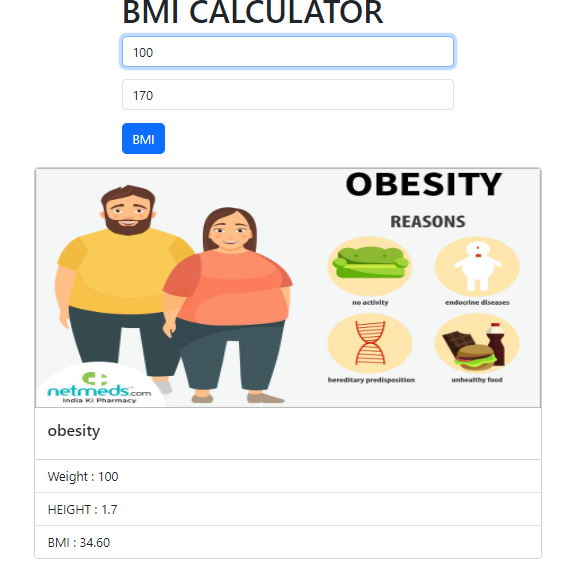 BMI CALCULATOR
100
170
BMI
OBESITY
REASONS
no activity
endocrine diseases
hereditary predisposition
unhealthy food
netmeds.com
India Ki Pharmacy
obesity
Weight : 100
HEIGHT : 1.7
BMI : 34.60